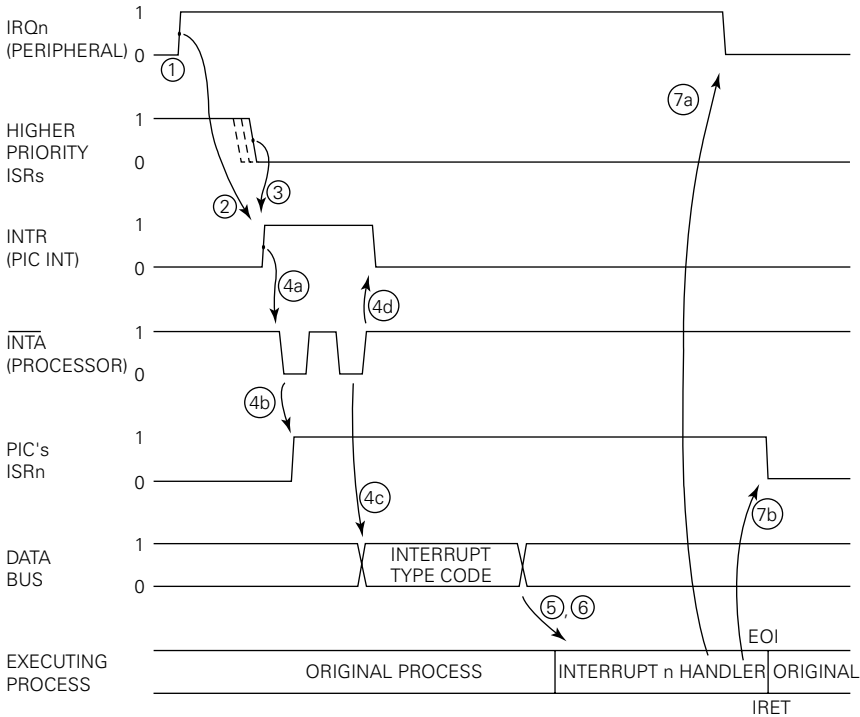 IRQn
(PERIPHERAL)
1
0
①
HIGHER
PRIORITY
ISRs
1
0
②
③
7a
INTR
(PIC INT)
1
0
4a
4d
INTA
(PROCESSOR)
1
0
4b
PIC's
ISRn
1
0
4c
7b
DATA
BUS
1
0
INTERRUPT
TYPE CODE
⑤, ⑥
EOI
EXECUTING
PROCESS
ORIGINAL PROCESS
INTERRUPT n HANDLER
ORIGINAL
IRET